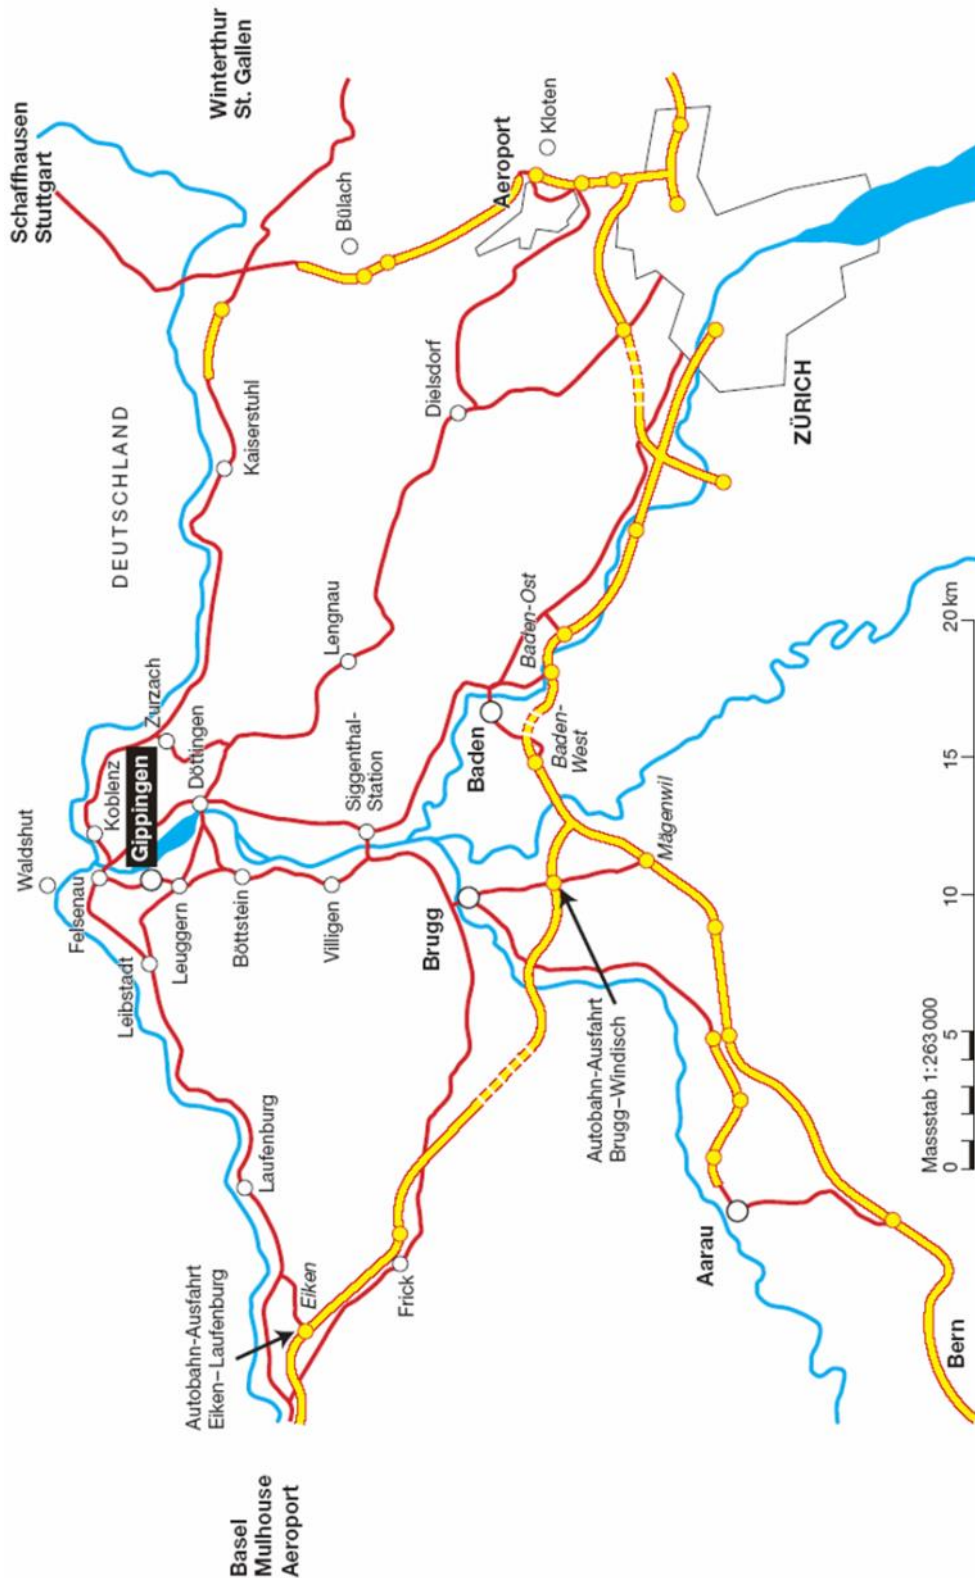 Schaffhausen
Stuttgart
Winterthur
St. Gallen
DEUTSCHLAND
Waldshut
Koblenz
Zurzach
Felsenau
Gippingen
Döttingen
Kaiserstuhl
Bülach
Leibstadt
Leuggern
Böttstein
Villigen
Siggenthal-
Station
Lengnau
Dielsdorf
Aeroport
Kloten
Laufenburg
Autobahn-Ausfahrt
Eiken–Laufenburg
Eiken
Frick
Basel
Mulhouse
Aeroport
Brugg
Baden
Baden-Ost
Baden-
West
Mägenwil
Autobahn-Ausfahrt
Brugg–Windisch
ZÜRICH
Aarau
Bern
Massstab 1:263 000
0 5 10 15 20 km